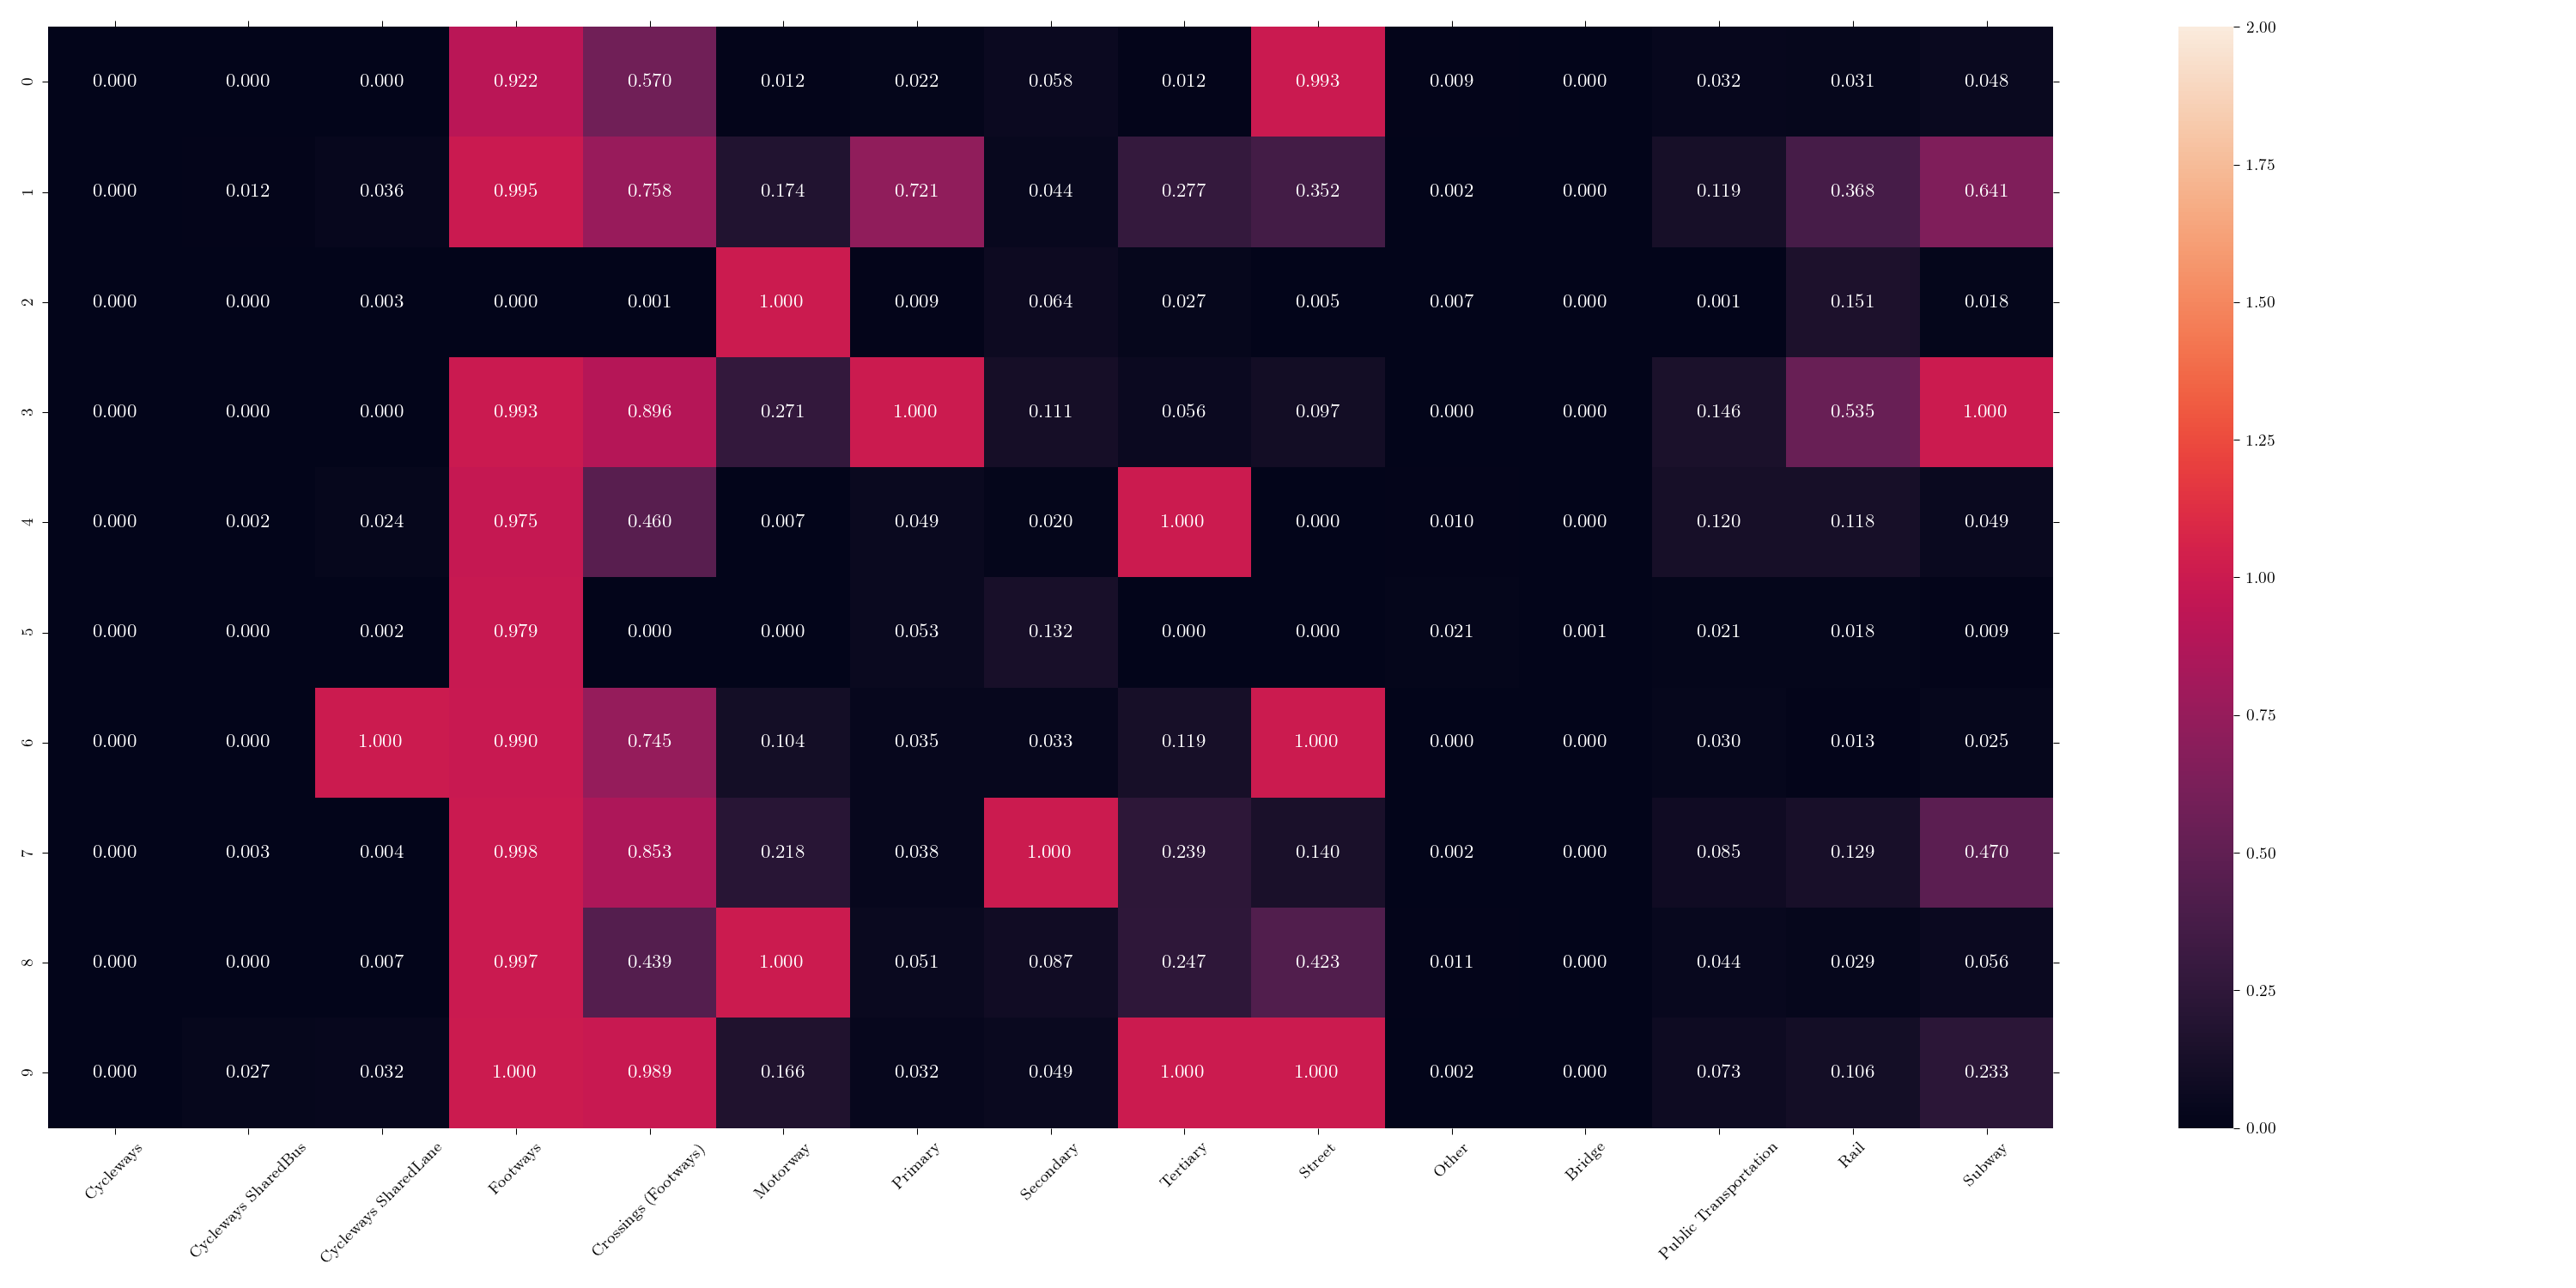 0 0.000 0.000 0.000 0.922 0.570 0.012 0.022 0.058 0.012 0.993 0.009 0.000 0.032 0.031 0.048
1 0.000 0.012 0.036 0.995 0.758 0.174 0.721 0.044 0.277 0.352 0.002 0.000 0.119 0.368 0.641
2 0.000 0.000 0.003 0.000 0.001 1.000 0.009 0.064 0.027 0.005 0.007 0.000 0.001 0.151 0.018
3 0.000 0.000 0.000 0.993 0.896 0.271 1.000 0.111 0.056 0.097 0.000 0.000 0.146 0.535 1.000
4 0.000 0.002 0.024 0.975 0.460 0.007 0.049 0.020 1.000 0.000 0.010 0.000 0.120 0.118 0.049
5 0.000 0.000 0.002 0.979 0.000 0.000 0.053 0.132 0.000 0.000 0.021 0.001 0.021 0.018 0.009
6 0.000 0.000 1.000 0.990 0.745 0.104 0.035 0.033 0.119 1.000 0.000 0.000 0.030 0.013 0.025
7 0.000 0.003 0.004 0.998 0.853 0.218 0.038 1.000 0.239 0.140 0.002 0.000 0.085 0.129 0.470
8 0.000 0.000 0.007 0.997 0.439 1.000 0.051 0.087 0.247 0.423 0.011 0.000 0.044 0.029 0.056
9 0.000 0.027 0.032 1.000 0.989 0.166 0.032 0.049 1.000 1.000 0.002 0.000 0.073 0.106 0.233
Cycleways
Cycleways SharedBus
Cycleways SharedLane
Footways
Crossings (Footways)
Motorway
Primary
Secondary
Tertiary
Street
Other
Bridge
Public Transportation
Rail
Subway
2.00
1.75
1.50
1.25
1.00
0.75
0.50
0.25
0.00